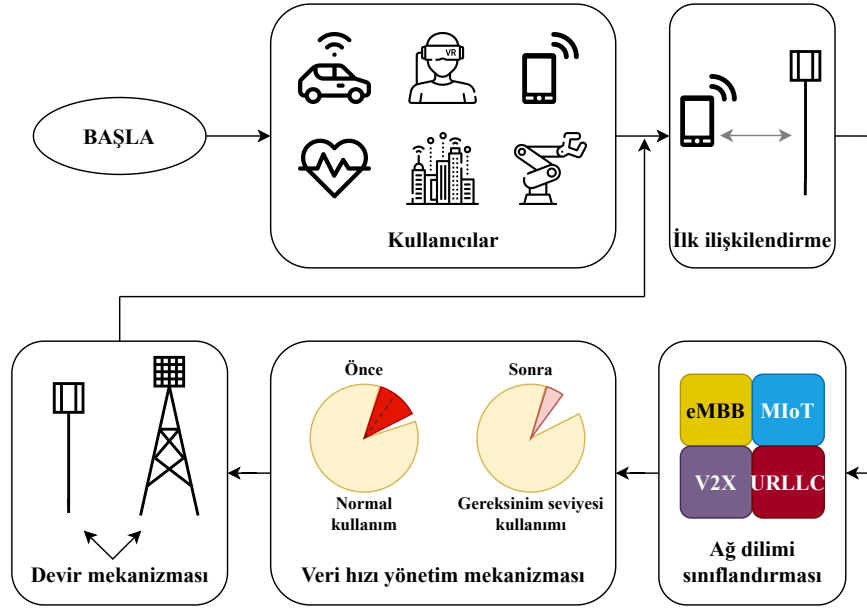 BAŞLA
VR
Kullanıcılar
İlk ilişkilendirme
Önce
Sonra
Normal
kullanım
Gereksinim seviyesi
kullanımı
eMBB
MIoT
V2X
URLLC
Devir mekanizması
Veri hızı yönetim mekanizması
Ağ dilimi
sınıflandırması